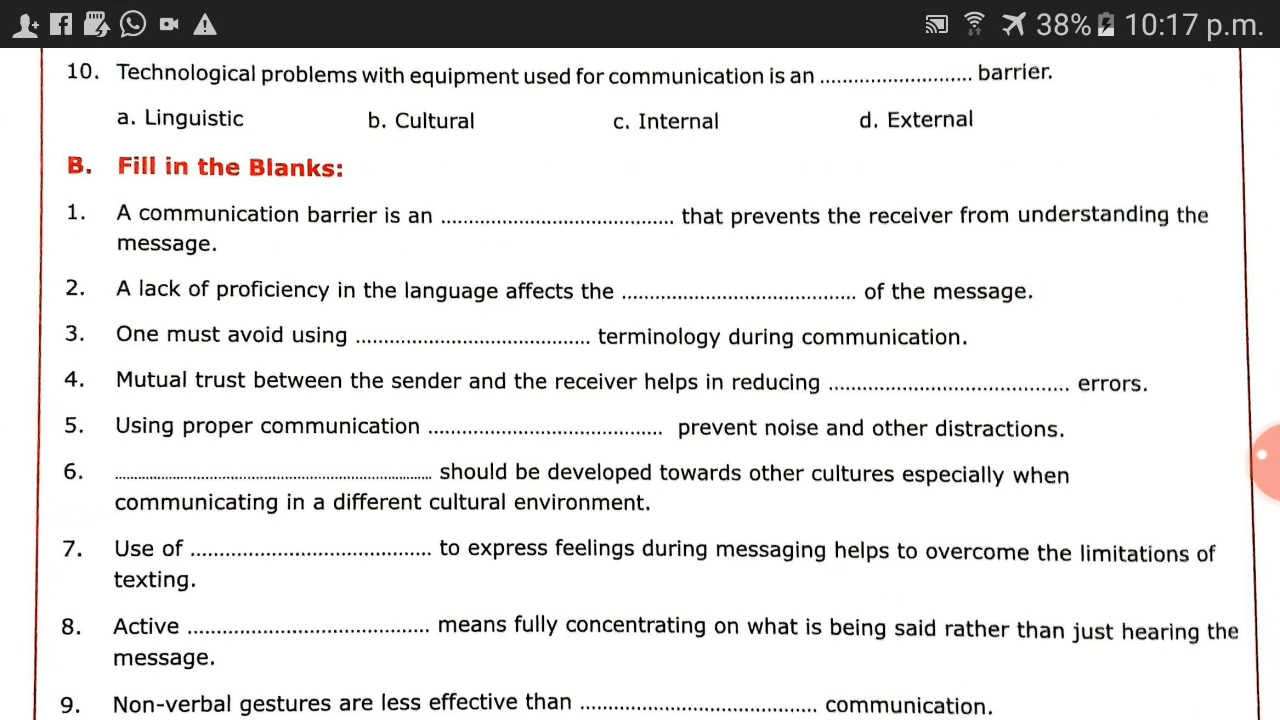 38% 10:17 p.m.
10. Technological problems with equipment used for communication is an ........................... barrier.
a. Linguistic b. Cultural c. Internal d. External
B. Fill in the Blanks:
1. A communication barrier is an .......................................... that prevents the receiver from understanding the
message.
2. A lack of proficiency in the language affects the .......................................... of the message.
3. One must avoid using .......................................... terminology during communication.
4. Mutual trust between the sender and the receiver helps in reducing .......................................... errors.
5. Using proper communication .......................................... prevent noise and other distractions.
6. .......................................................... should be developed towards other cultures especially when
communicating in a different cultural environment.
7. Use of ........................................... to express feelings during messaging helps to overcome the limitations of
texting.
8. Active ........................................... means fully concentrating on what is being said rather than just hearing the
message.
9. Non-verbal gestures are less effective than .......................................... communication.